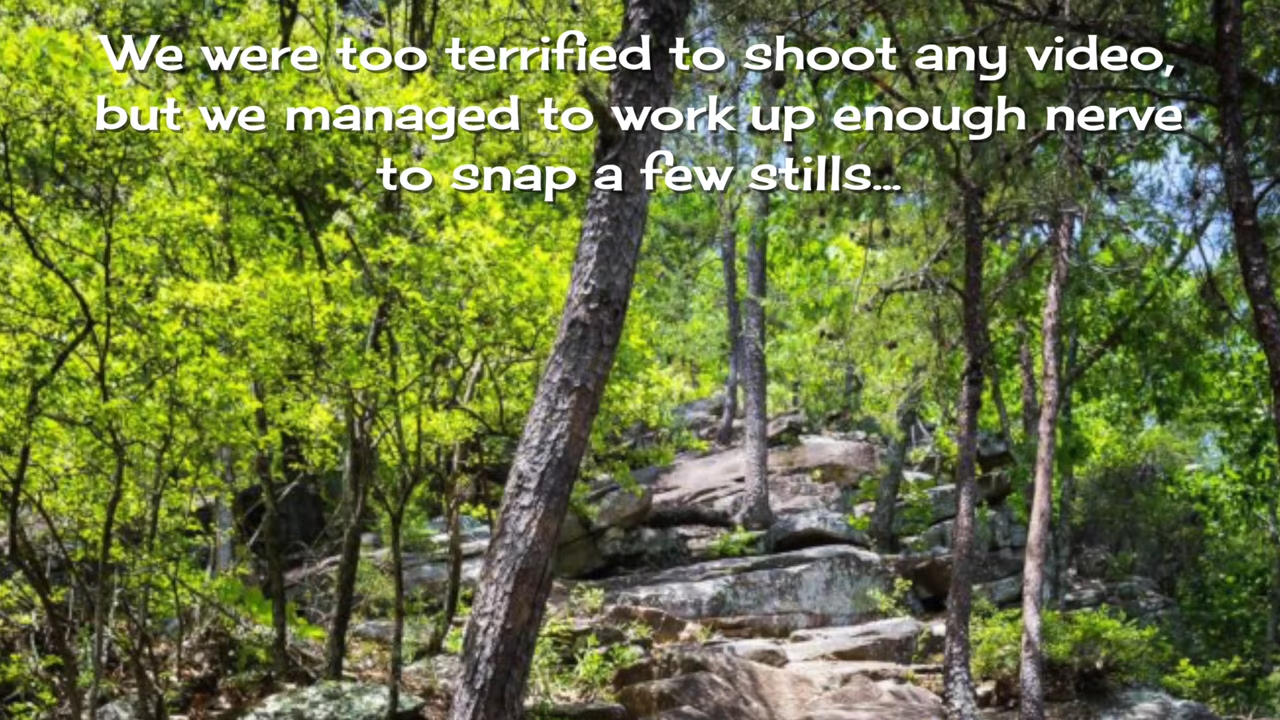 We were too terrified to shoot any video,
but we managed to work up enough nerve
to snap a few stills...